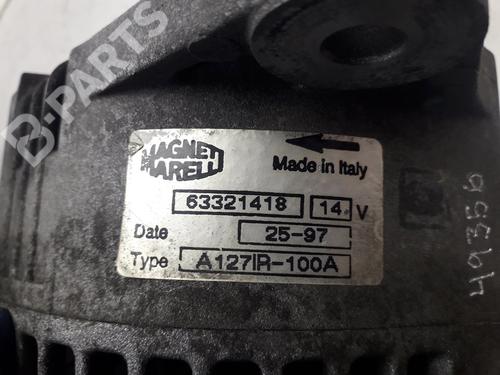 B-PARTS
MAGNETI
MARELLI
Made in Italy
63321418 14 V
Date 25-97
Type A127IR-100A
49356